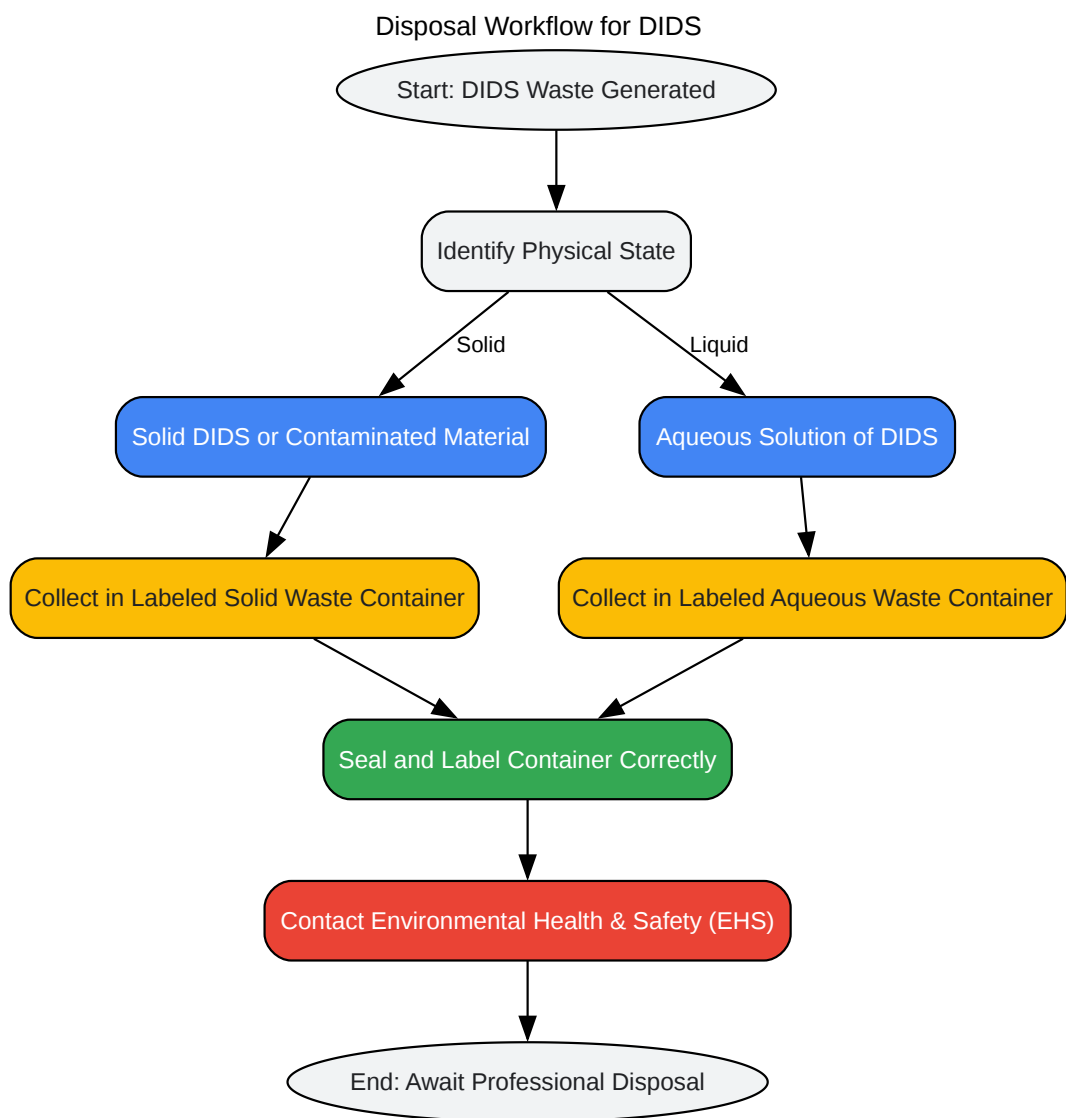 Disposal Workflow for DIDS
Start: DIDS Waste Generated
Identify Physical State
Solid
Liquid
Solid DIDS or Contaminated Material
Aqueous Solution of DIDS
Collect in Labeled Solid Waste Container
Collect in Labeled Aqueous Waste Container
Seal and Label Container Correctly
Contact Environmental Health & Safety (EHS)
End: Await Professional Disposal